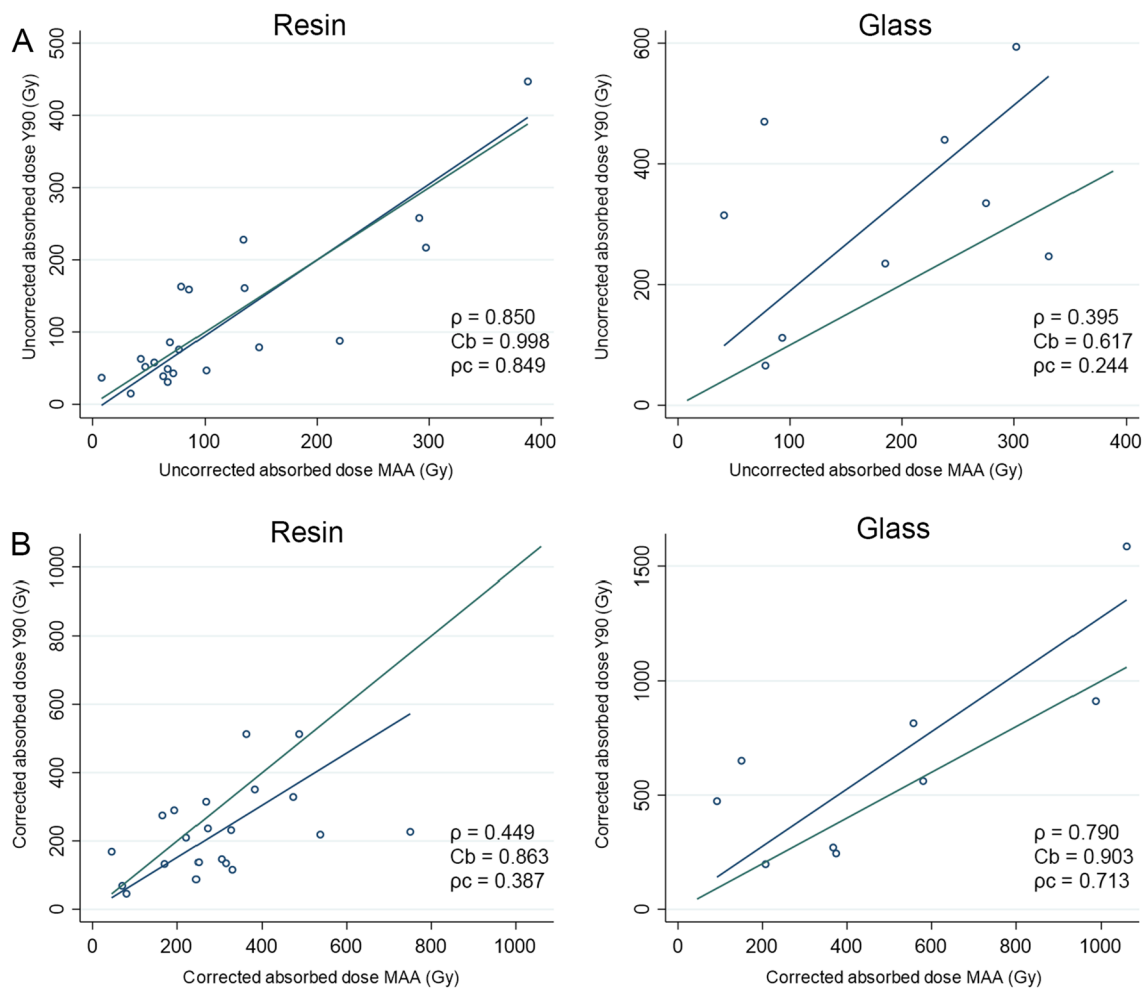 A
Resin
Uncorrected absorbed dose Y90 (Gy)
500
400
300
200
100
0
0 100 200 300 400
Uncorrected absorbed dose MAA (Gy)
ρ = 0.850
Cb = 0.998
ρc = 0.849
Glass
Uncorrected absorbed dose Y90 (Gy)
600
400
200
0
0 100 200 300 400
Uncorrected absorbed dose MAA (Gy)
ρ = 0.395
Cb = 0.617
ρc = 0.244
B
Resin
Corrected absorbed dose Y90 (Gy)
1000
800
600
400
200
0
0 200 400 600 800 1000
Corrected absorbed dose MAA (Gy)
ρ = 0.449
Cb = 0.863
ρc = 0.387
Glass
Corrected absorbed dose Y90 (Gy)
1500
1000
500
0
0 200 400 600 800 1000
Corrected absorbed dose MAA (Gy)
ρ = 0.790
Cb = 0.903
ρc = 0.713